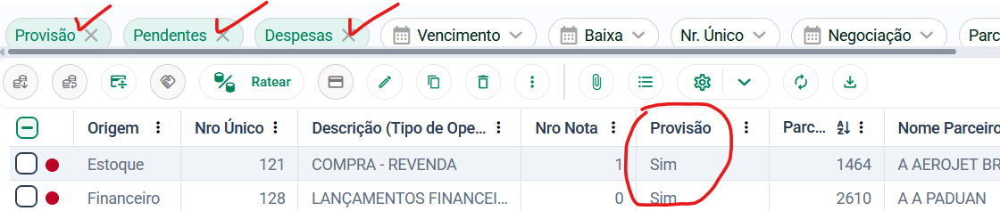 Provisão Pendentes Despesas Vencimento Baixa Nr. Único Negociação Parc
Ratear
Origem Nro Único Descrição (Tipo de Ope... Nro Nota Provisão Parc... Nome Parceiro
Estoque 121 COMPRA - REVENDA 1 Sim 1464 A AEROJET BR
Financeiro 128 LANÇAMENTOS FINANCEI... 0 Sim 2610 A A PADUAN